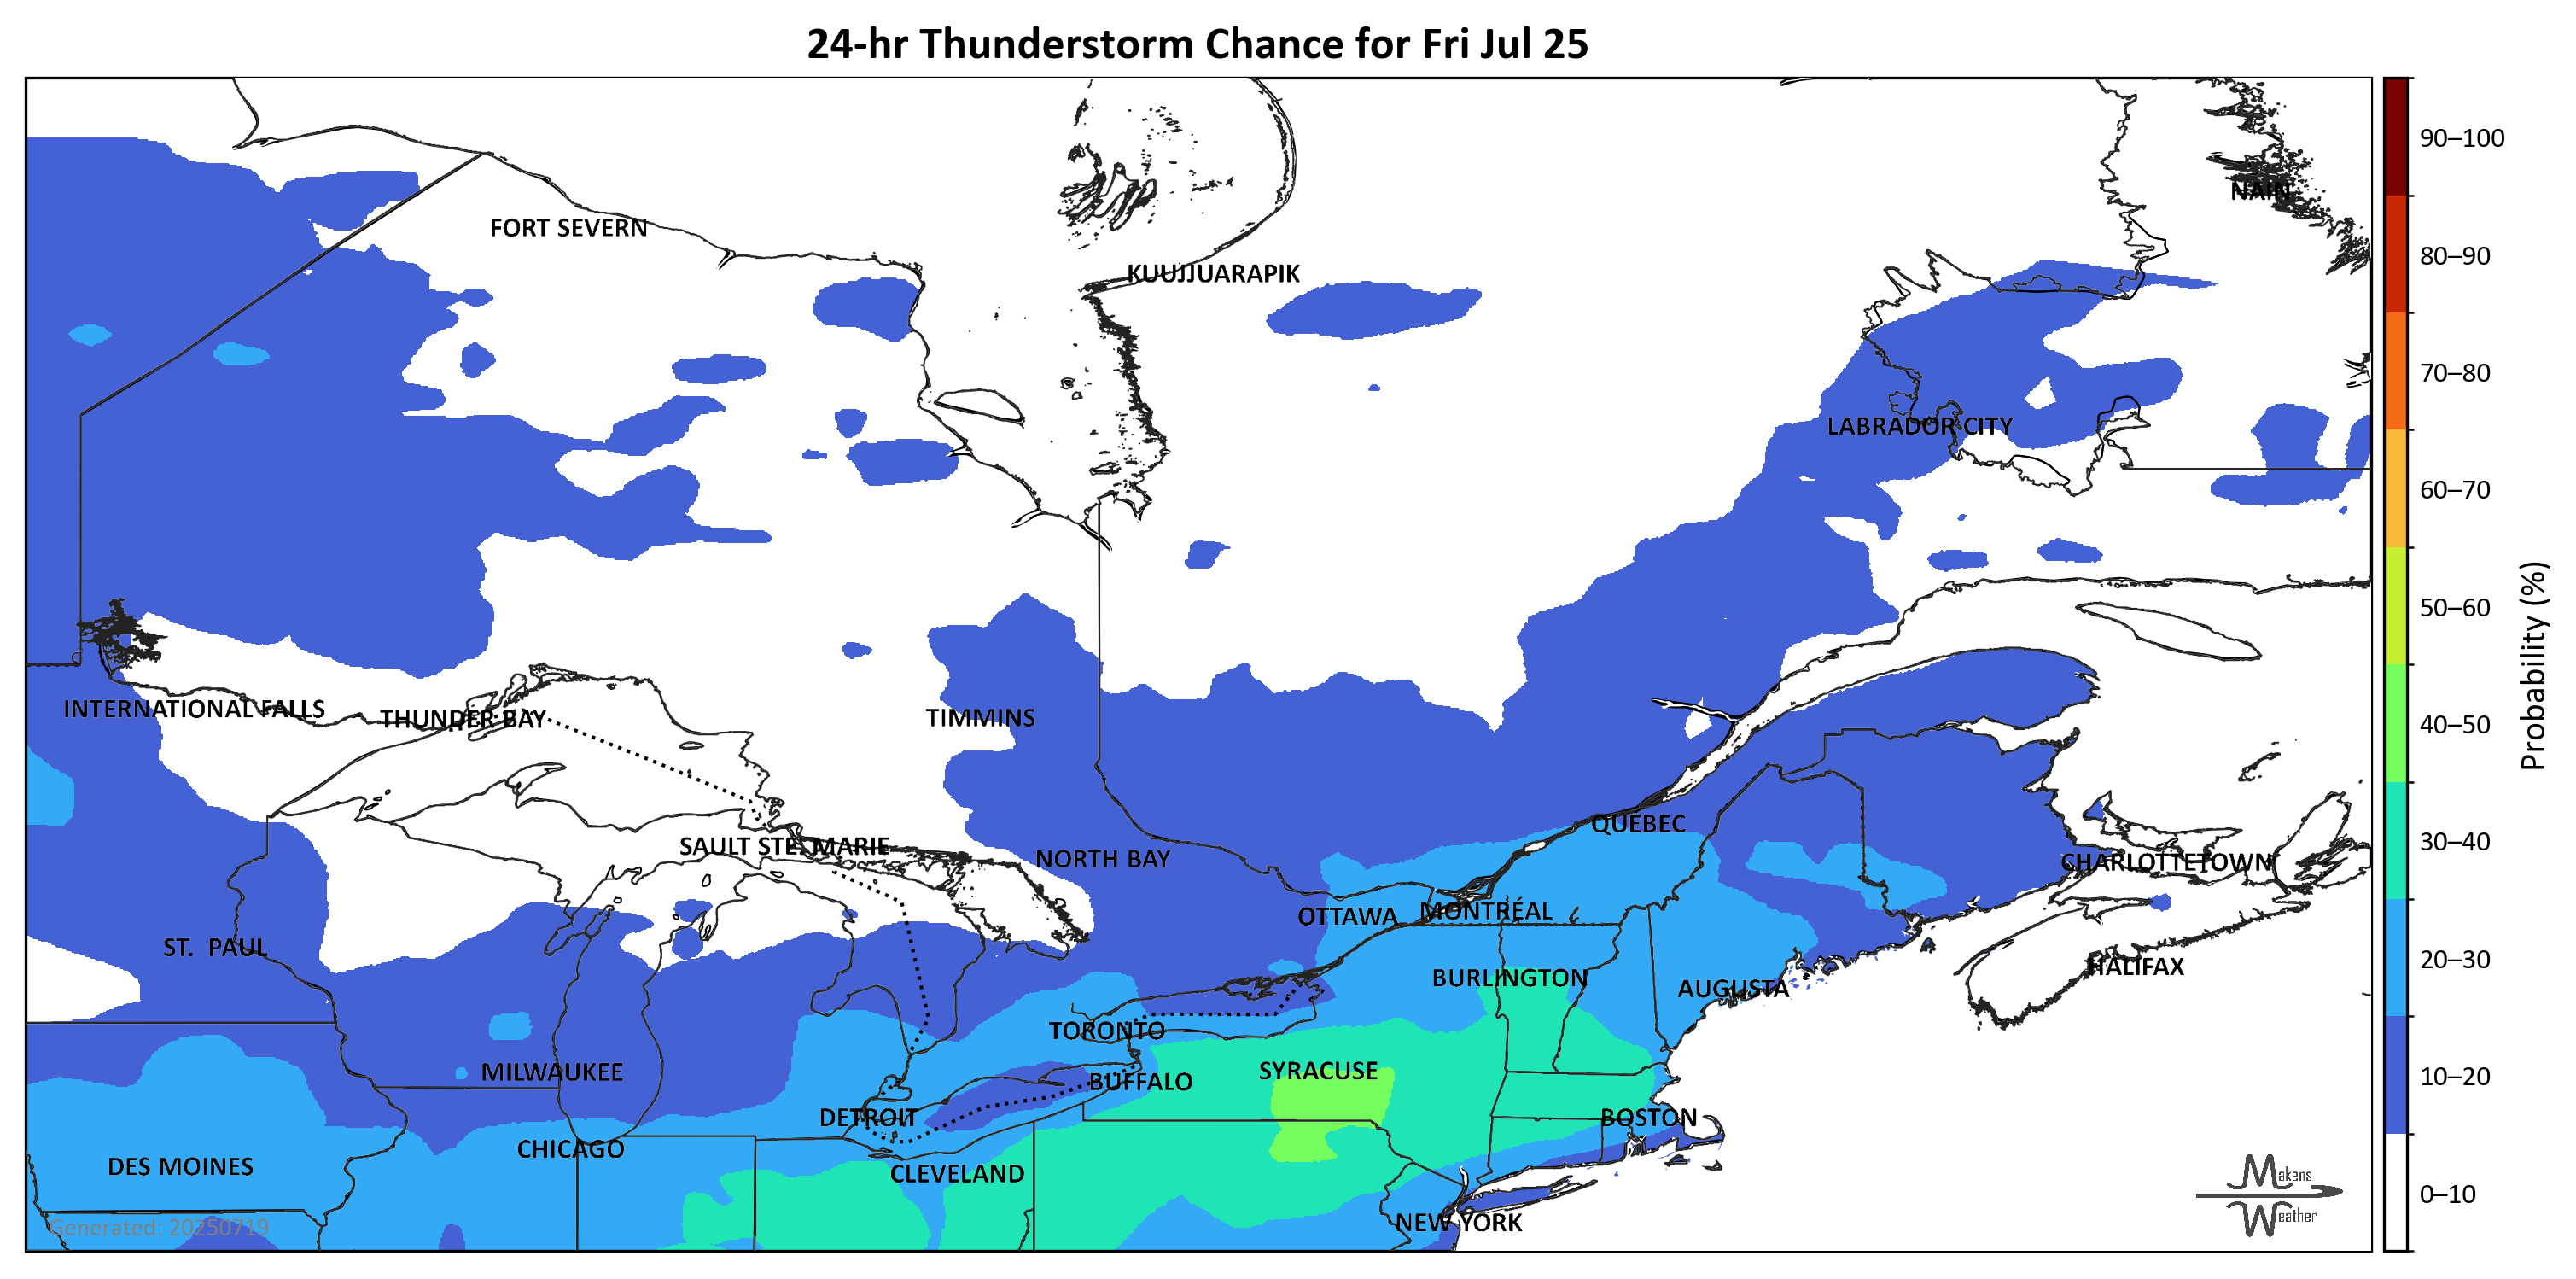 24-hr Thunderstorm Chance for Fri Jul 25
NAIN
FORT SEVERN
KUUJJUARAPIK
LABRADOR CITY
INTERNATIONAL FALLS
THUNDER BAY
TIMMINS
QUEBEC
SAULT STE. MARIE
NORTH BAY
CHARLOTTETOWN
OTTAWA
MONTRÉAL
ST. PAUL
HALIFAX
BURLINGTON
AUGUSTA
TORONTO
MILWAUKEE
SYRACUSE
BUFFALO
DETROIT
BOSTON
CHICAGO
DES MOINES
CLEVELAND
NEW YORK
Generated: 20250719
Makens
Weather
90–100
80–90
70–80
60–70
50–60
40–50
30–40
20–30
10–20
0–10
Probability (%)